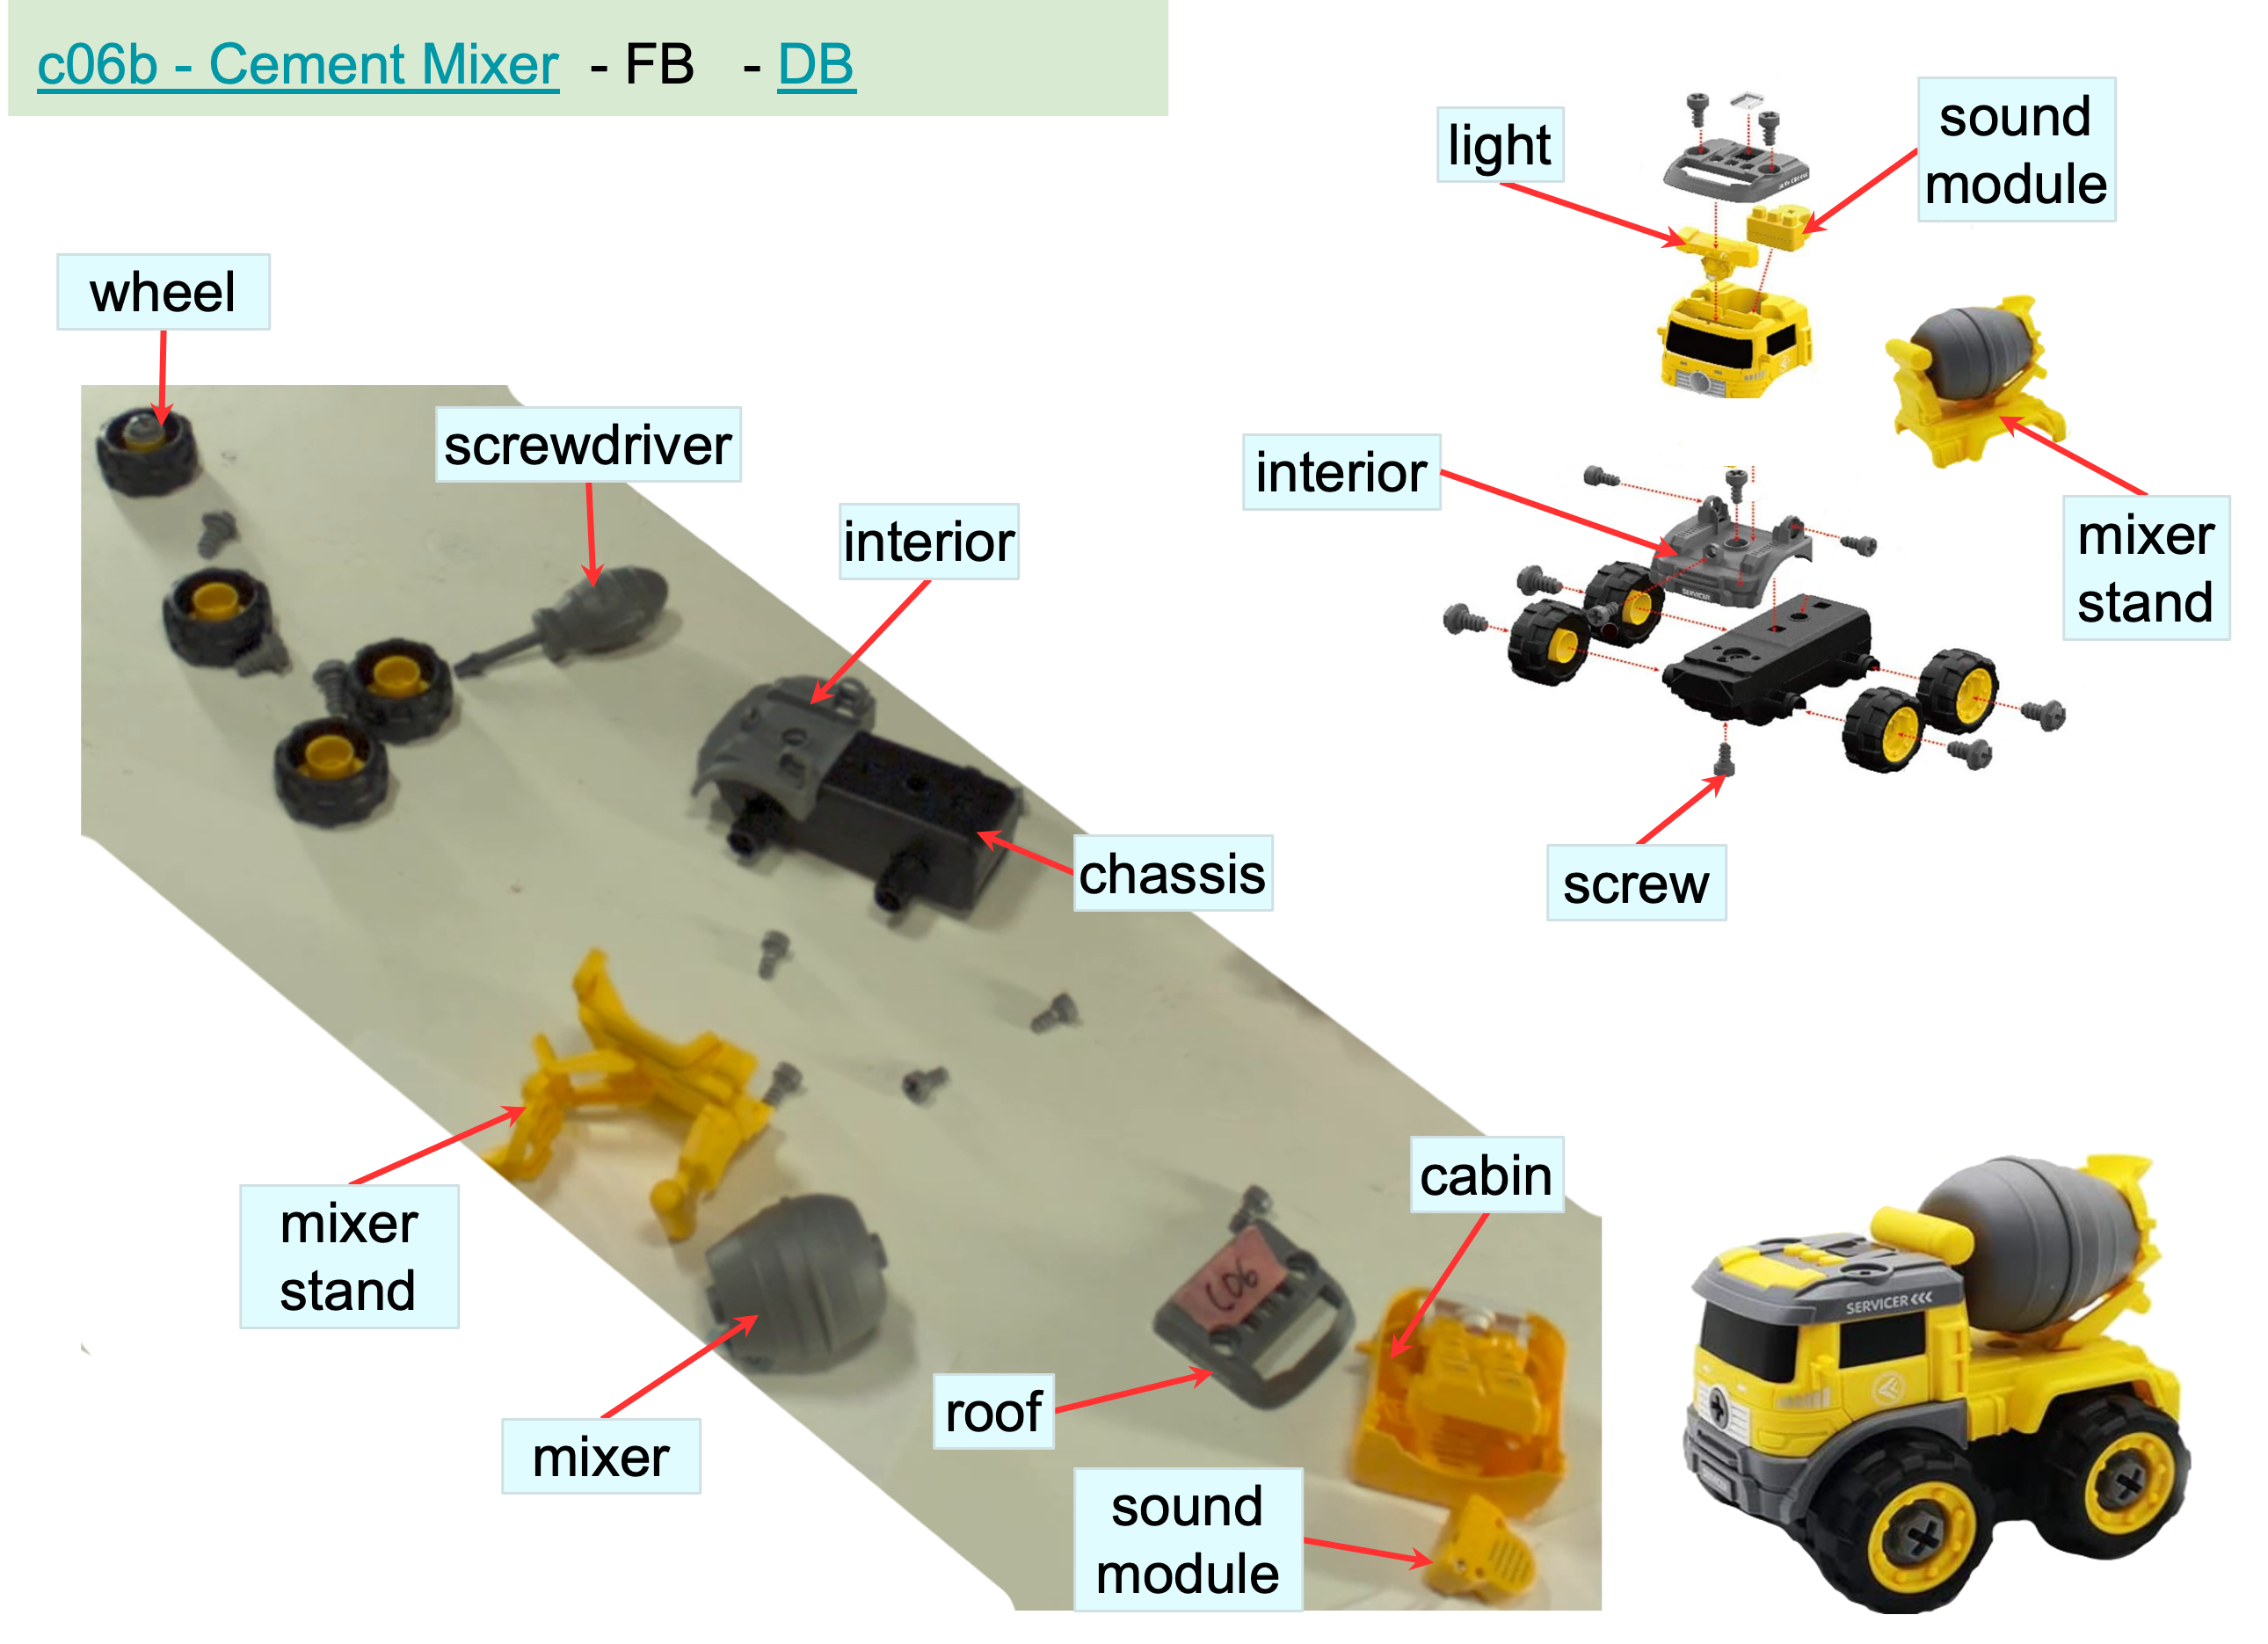 c06b - Cement Mixer - FB - DB
light
sound
module
wheel
screwdriver
interior
interior
mixer
stand
chassis
screw
cabin
mixer
stand
C06
SERVICER
SERVICER <<<
roof
mixer
sound
module